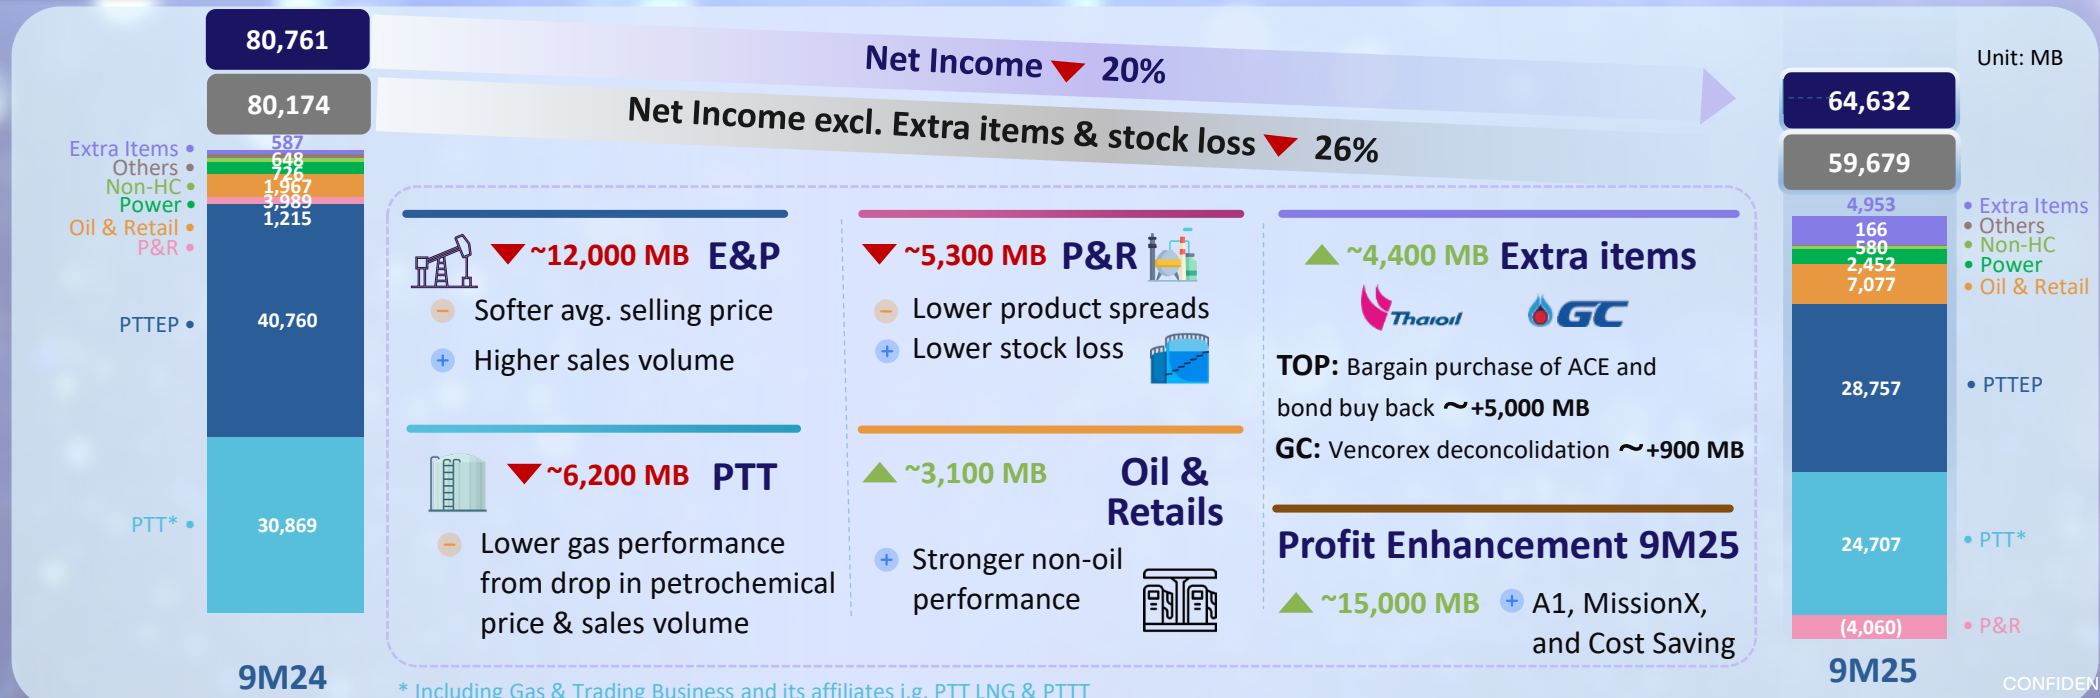 80,761
80,174
587
648
726
1,967
3,989
1,215
40,760
30,869
Extra Items •
Others •
Non-HC •
Power •
Oil & Retail •
P&R •
PTTEP •
PTT* •
9M24
Net Income ▼ 20%
Net Income excl. Extra items & stock loss ▼ 26%
Unit: MB
▼ ~12,000 MB E&P
− Softer avg. selling price
+ Higher sales volume
▼ ~6,200 MB PTT
− Lower gas performance
from drop in petrochemical
price & sales volume
▼ ~5,300 MB P&R
− Lower product spreads
+ Lower stock loss
▲ ~3,100 MB Oil &
Retails
+ Stronger non-oil
performance
▲ ~4,400 MB Extra items
Thaioil
GC
TOP: Bargain purchase of ACE and
bond buy back ~+5,000 MB
GC: Vencorex deconcolidation ~+900 MB
Profit Enhancement 9M25
▲ ~15,000 MB + A1, MissionX,
and Cost Saving
64,632
59,679
4,953
166
580
2,452
7,077
28,757
24,707
(4,060)
• Extra Items
• Others
• Non-HC
• Power
• Oil & Retail
• PTTEP
• PTT*
• P&R
9M25
* Including Gas & Trading Business and its affiliates i.g. PTT LNG & PTTT
CONFIDEN